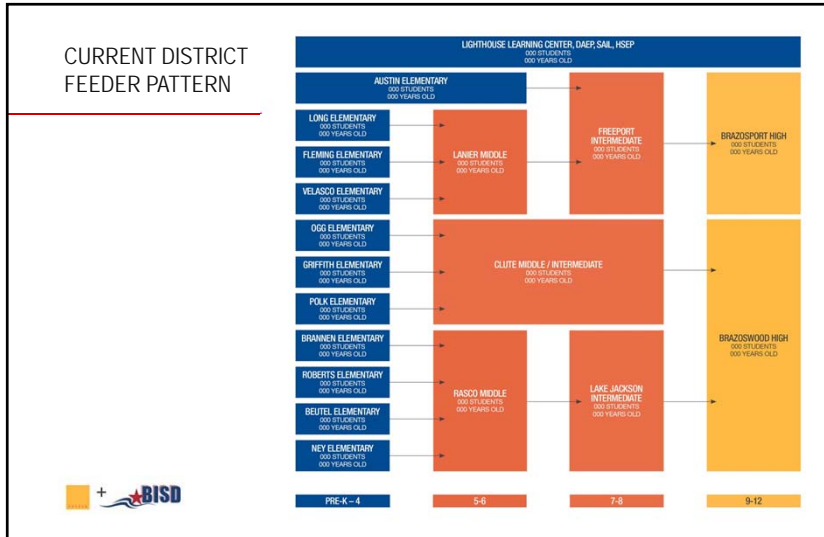 CURRENT DISTRICT
FEEDER PATTERN
LIGHTHOUSE LEARNING CENTER, DAEP, SAIL, HSEP
000 STUDENTS
000 YEARS OLD
AUSTIN ELEMENTARY
000 STUDENTS
000 YEARS OLD
LONG ELEMENTARY
000 STUDENTS
000 YEARS OLD
FLEMING ELEMENTARY
000 STUDENTS
000 YEARS OLD
VELASCO ELEMENTARY
000 STUDENTS
000 YEARS OLD
LANIER MIDDLE
000 STUDENTS
000 YEARS OLD
FREEPORT
INTERMEDIATE
000 STUDENTS
000 YEARS OLD
BRAZOSPORT HIGH
000 STUDENTS
000 YEARS OLD
OGG ELEMENTARY
000 STUDENTS
000 YEARS OLD
GRIFFITH ELEMENTARY
000 STUDENTS
000 YEARS OLD
POLK ELEMENTARY
000 STUDENTS
000 YEARS OLD
CLUTE MIDDLE / INTERMEDIATE
000 STUDENTS
000 YEARS OLD
BRANNEN ELEMENTARY
000 STUDENTS
000 YEARS OLD
ROBERTS ELEMENTARY
000 STUDENTS
000 YEARS OLD
BEUTEL ELEMENTARY
000 STUDENTS
000 YEARS OLD
NEY ELEMENTARY
000 STUDENTS
000 YEARS OLD
RASCO MIDDLE
000 STUDENTS
000 YEARS OLD
LAKE JACKSON
INTERMEDIATE
000 STUDENTS
000 YEARS OLD
BRAZOSWOOD HIGH
000 STUDENTS
000 YEARS OLD
+ BISD
PRE-K – 4
5-6
7-8
9-12